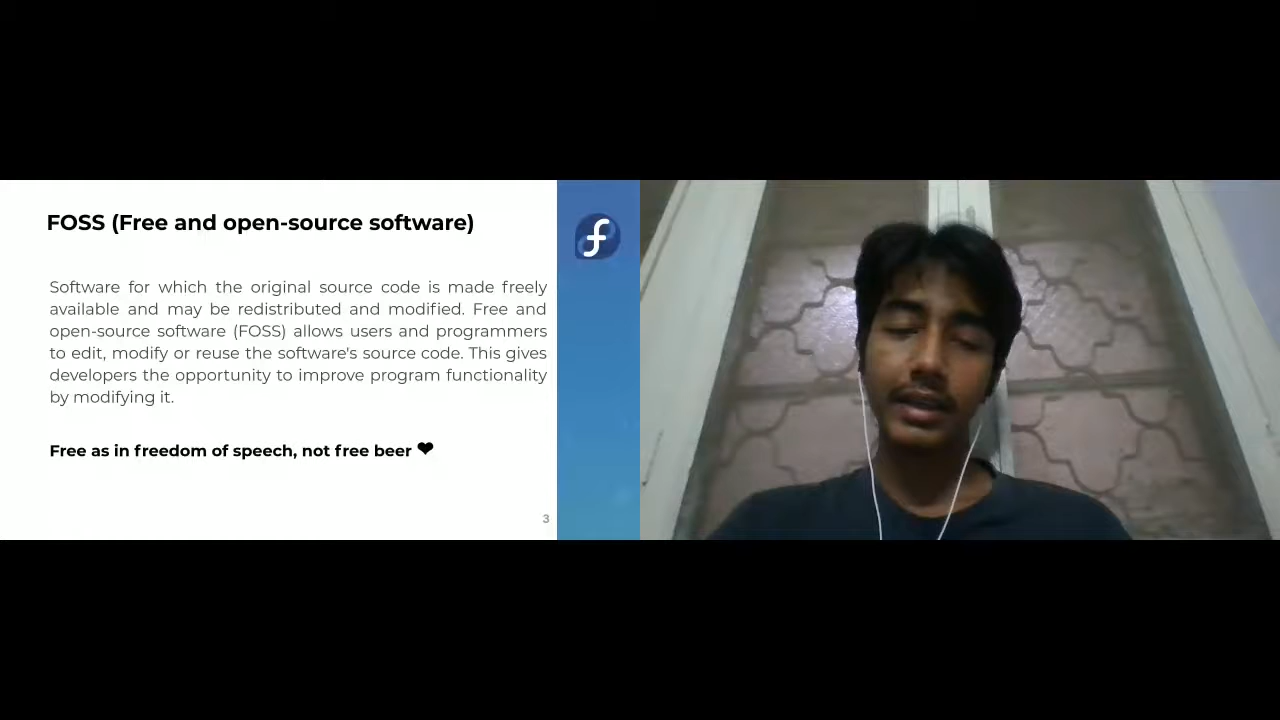 FOSS (Free and open-source software)
Software for which the original source code is made freely
available and may be redistributed and modified. Free and
open-source software (FOSS) allows users and programmers
to edit, modify or reuse the software's source code. This gives
developers the opportunity to improve program functionality
by modifying it.
Free as in freedom of speech, not free beer ❤
3